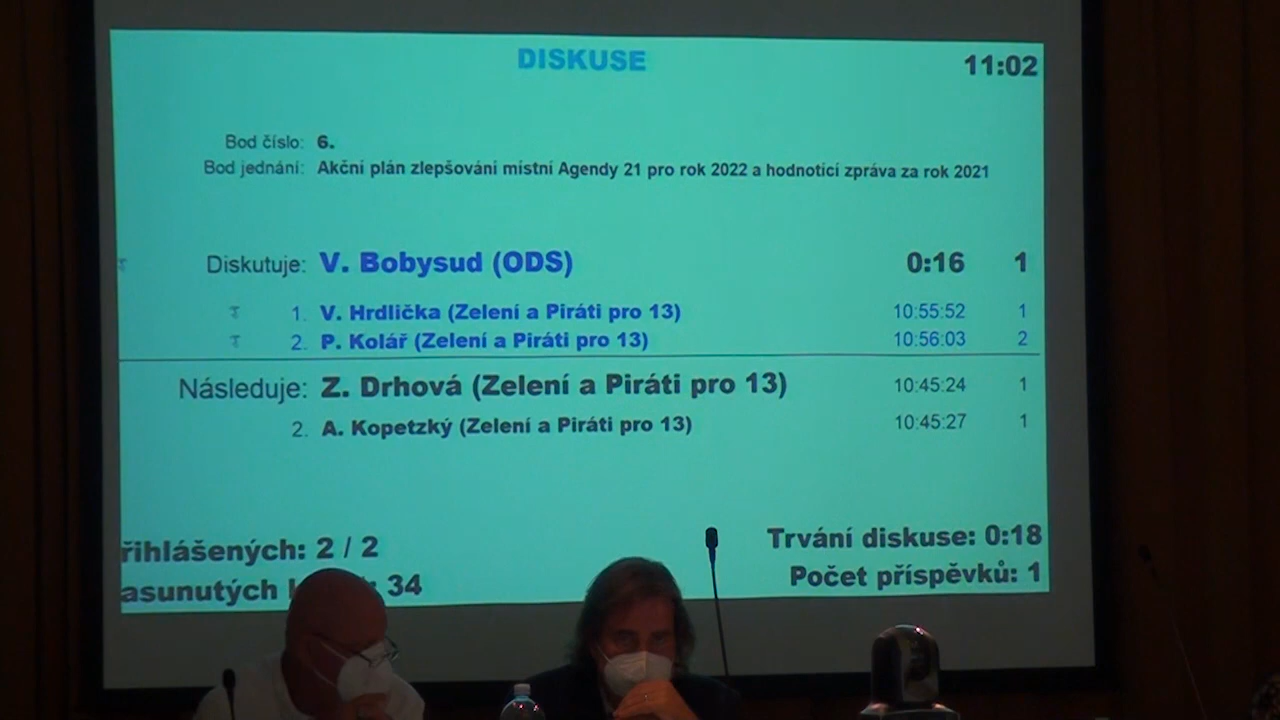 DISKUSE
11:02
Bod číslo: 6.
Bod jednání: Akční plán zlepšování místní Agendy 21 pro rok 2022 a hodnotící zpráva za rok 2021
Diskutuje: V. Bobysud (ODS) 0:16 1
1. V. Hrdlička (Zelení a Piráti pro 13) 10:55:52 1
2. P. Kolář (Zelení a Piráti pro 13) 10:56:03 2
Následuje: Z. Drhová (Zelení a Piráti pro 13) 10:45:24 1
2. A. Kopetzký (Zelení a Piráti pro 13) 10:45:27 1
řihlášených: 2 / 2
Trvání diskuse: 0:18
asunutých 34
Počet příspěvků: 1